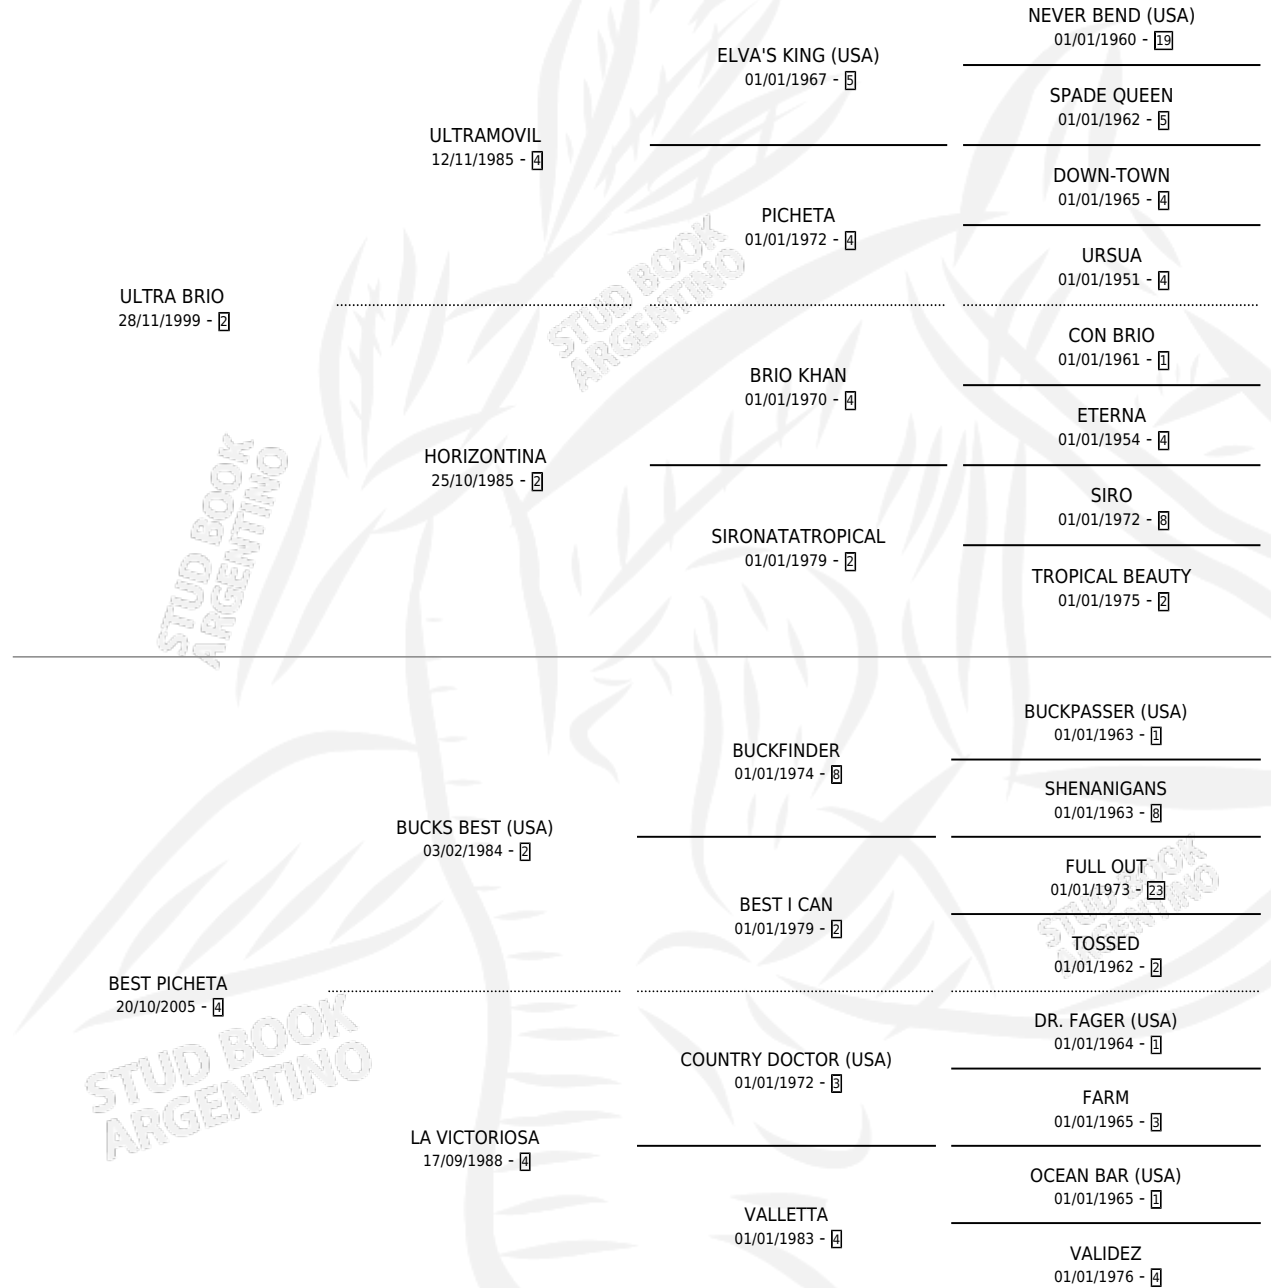 NEVER BEND (USA)
01/01/1960 - 19
ELVA'S KING (USA)
01/01/1967 - 5
SPADE QUEEN
01/01/1962 - 5
ULTRAMOVIL
12/11/1985 - 4
DOWN-TOWN
01/01/1965 - 4
PICHETA
01/01/1972 - 4
URSUA
01/01/1951 - 4
ULTRA BRIO
28/11/1999 - 2
CON BRIO
01/01/1961 - 1
BRIO KHAN
01/01/1970 - 4
ETERNA
01/01/1954 - 4
HORIZONTINA
25/10/1985 - 2
SIRO
01/01/1972 - 8
SIRONATATROPICAL
01/01/1979 - 2
TROPICAL BEAUTY
01/01/1975 - 2
BUCKPASSER (USA)
01/01/1963 - 1
BUCKFINDER
01/01/1974 - 8
SHENANIGANS
01/01/1963 - 8
BUCKS BEST (USA)
03/02/1984 - 2
FULL OUT
01/01/1973 - 23
BEST I CAN
01/01/1979 - 2
TOSSED
01/01/1962 - 2
BEST PICHETA
20/10/2005 - 4
DR. FAGER (USA)
01/01/1964 - 1
COUNTRY DOCTOR (USA)
01/01/1972 - 3
FARM
01/01/1965 - 3
LA VICTORIOSA
17/09/1988 - 4
OCEAN BAR (USA)
01/01/1965 - 1
VALLETTA
01/01/1983 - 4
VALIDEZ
01/01/1976 - 4
STUD BOOK
ARGENTINO
STUD BOOK
ARGENTINO
STUD BOOK
ARGENTINO
STUD BOOK
ARGENTINO